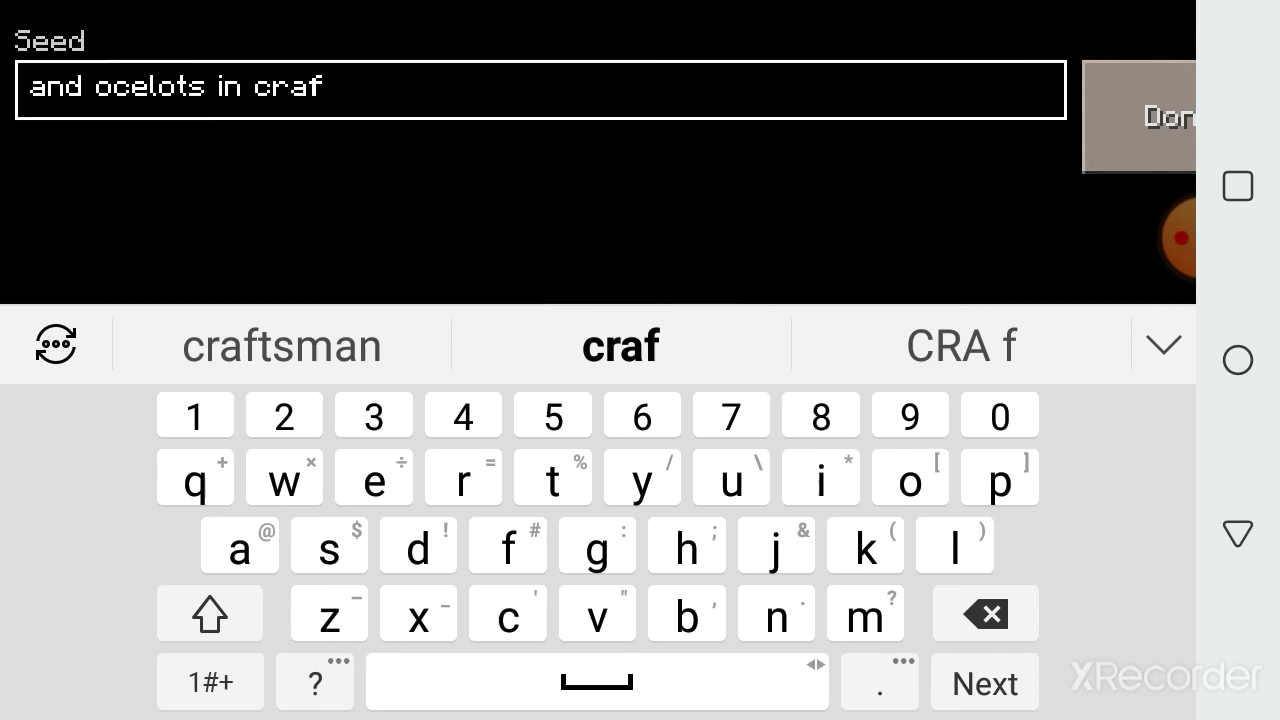 Seed
and ocelots in craf
Don
craftsman craf CRA f
1 2 3 4 5 6 7 8 9 0
q + w × e ÷ r = t % y / u \ i * o [ p ]
a @ s $ d ! f # g : h ; j & k ( l )
z – x - c ' v " b , n . m ?
1#+ ? . Next
XRecorder